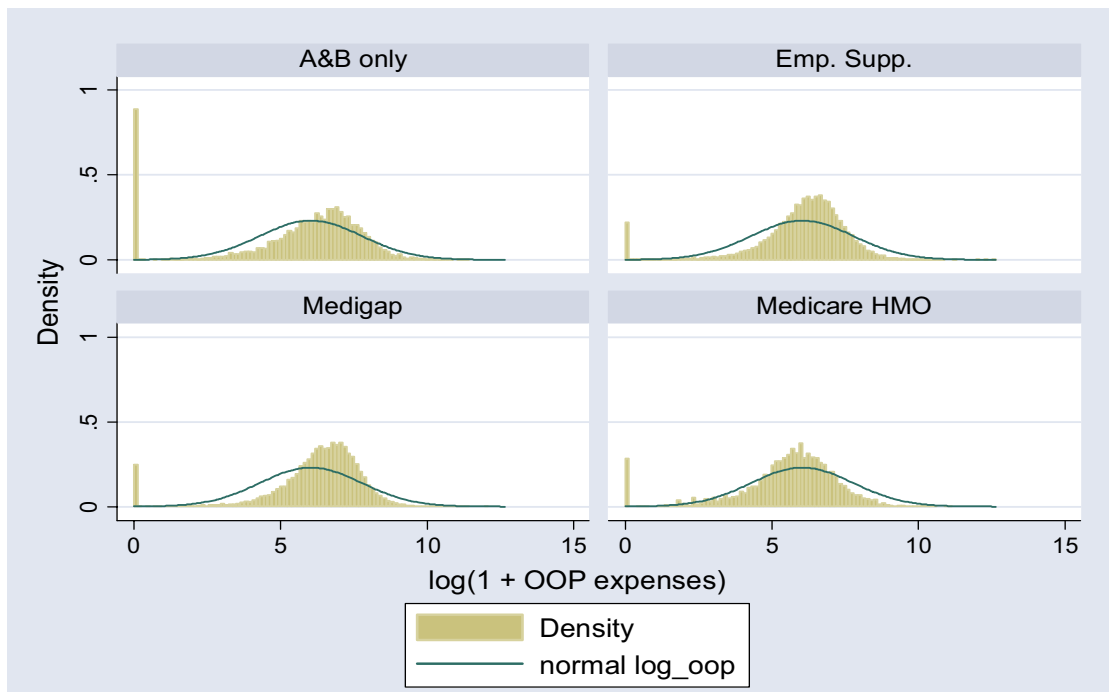 A&B only
Emp. Supp.
1
.5
0
Medigap
Medicare HMO
1
.5
0
Density
0 5 10 15
0 5 10 15
log(1 + OOP expenses)
Density
normal log_oop